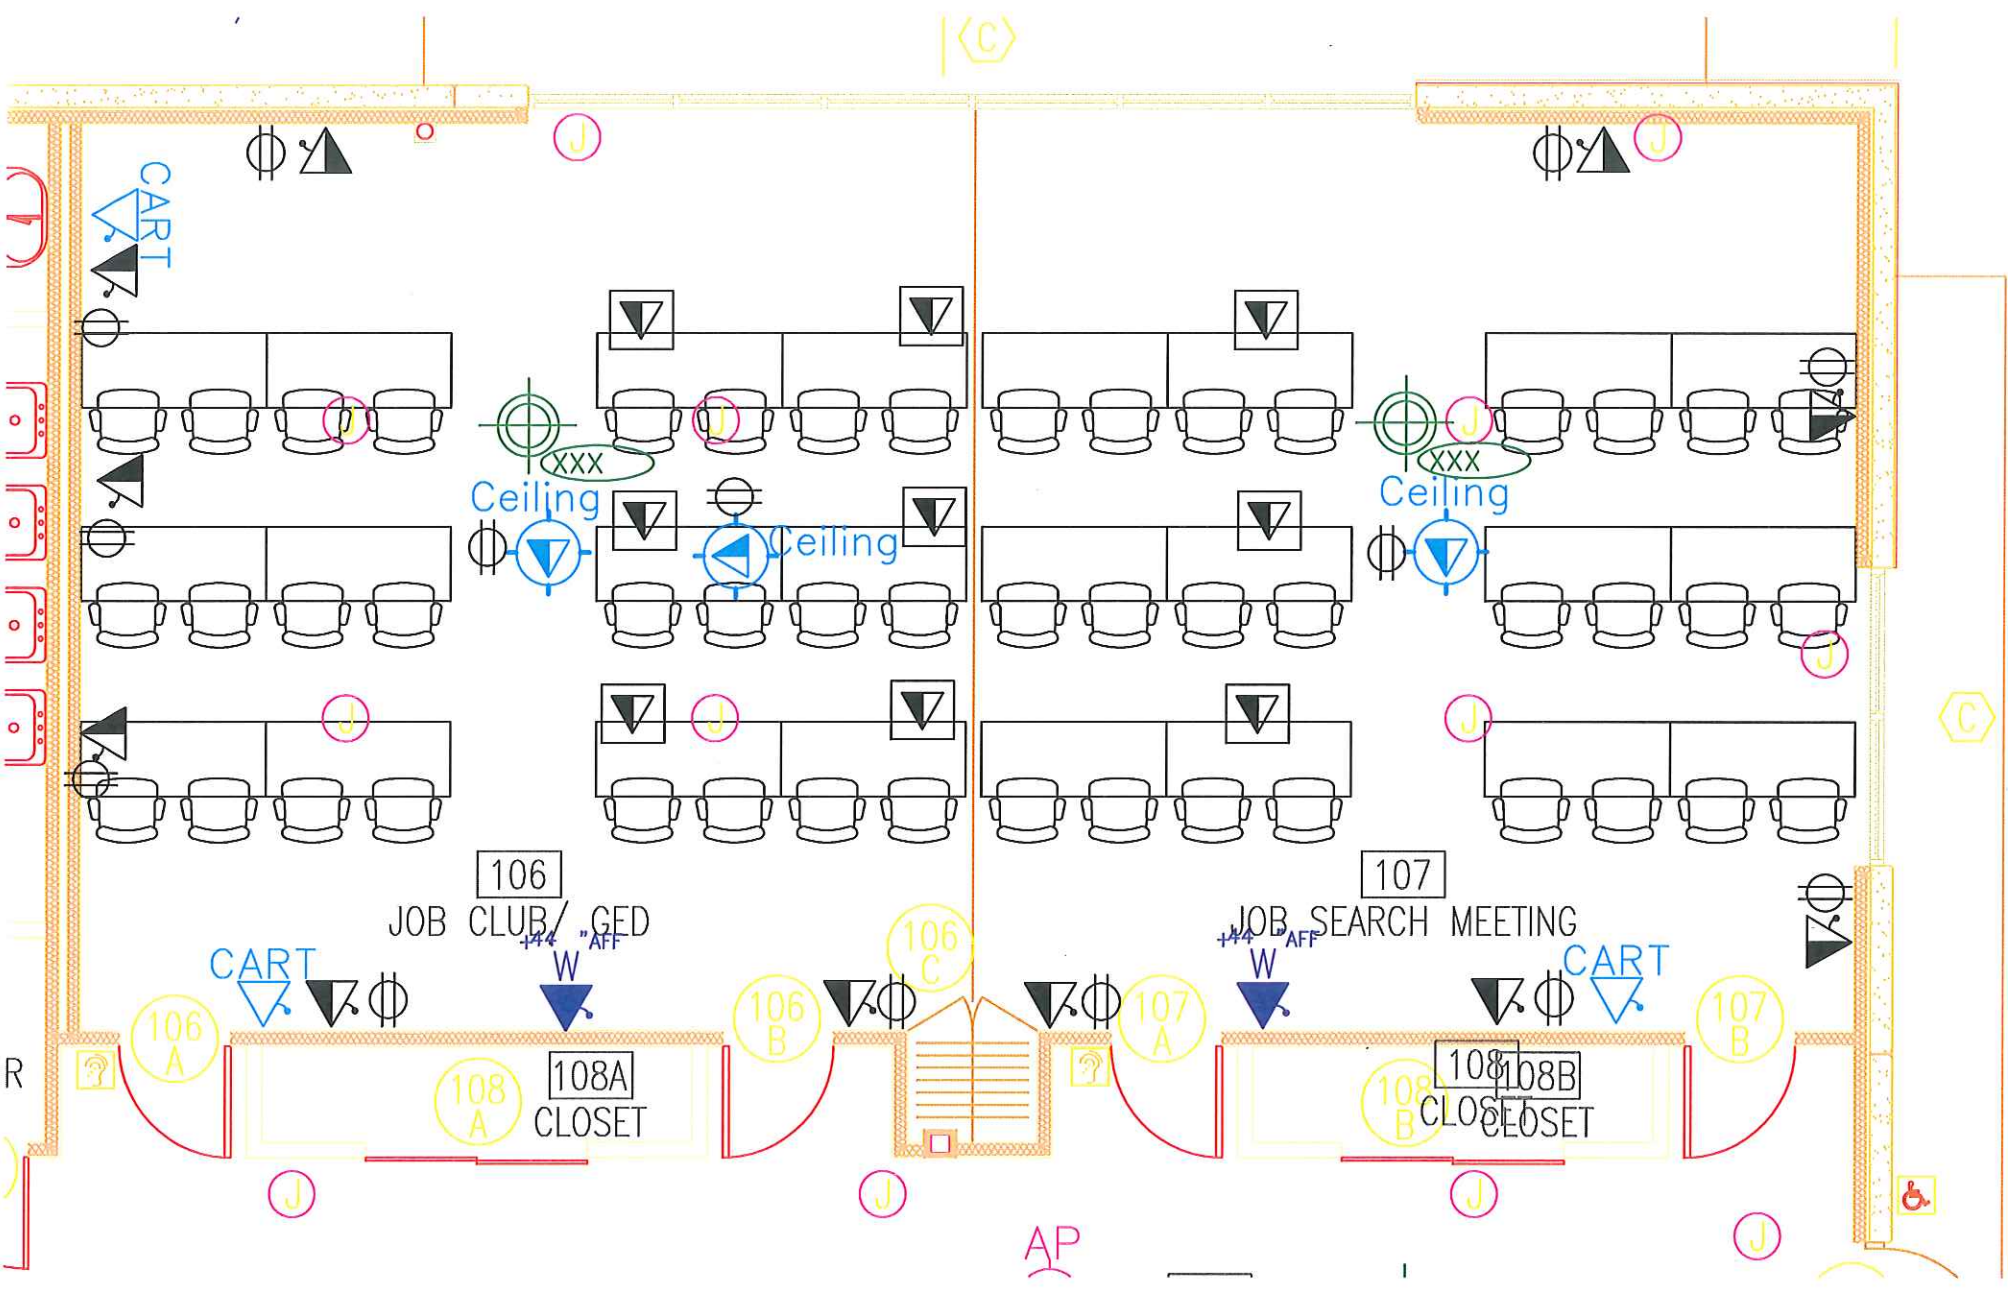 C
J
J
CART
J
J
J
XXX
XXX
Ceiling
Ceiling
Ceiling
J
J
J
J
C
106
JOB CLUB/ GED
107
JOB SEARCH MEETING
+44 "AFF
W
+44 "AFF
W
CART
CART
106
A
106
B
106
C
107
A
107
B
R
108
A
108A
CLOSET
108
B
108
CLOSET
108B
CLOSET
J
J
J
J
AP